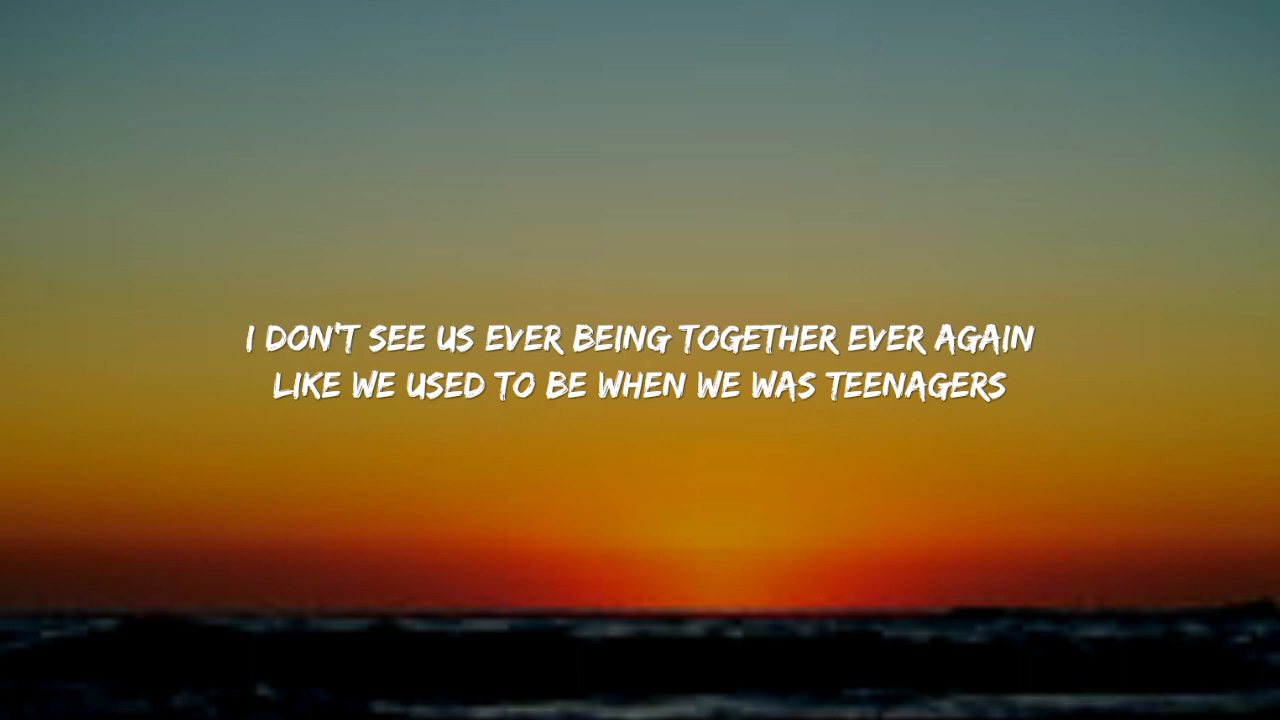 I DON'T SEE US EVER BEING TOGETHER EVER AGAIN
LIKE WE USED TO BE WHEN WE WAS TEENAGERS